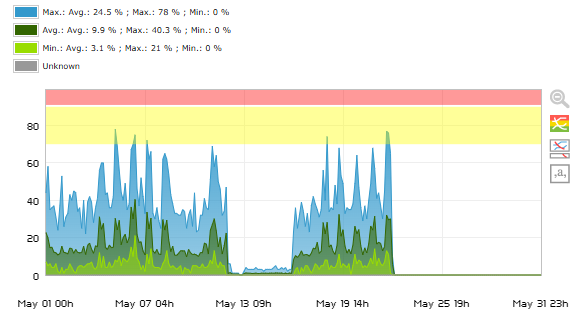 Max.: Avg.: 24.5 % ; Max.: 78 % ; Min.: 0 %
Avg.: Avg.: 9.9 % ; Max.: 40.3 % ; Min.: 0 %
Min.: Avg.: 3.1 % ; Max.: 21 % ; Min.: 0 %
Unknown
80
60
40
20
0
May 01 00h May 07 04h May 13 09h May 19 14h May 25 19h May 31 23h
,a,